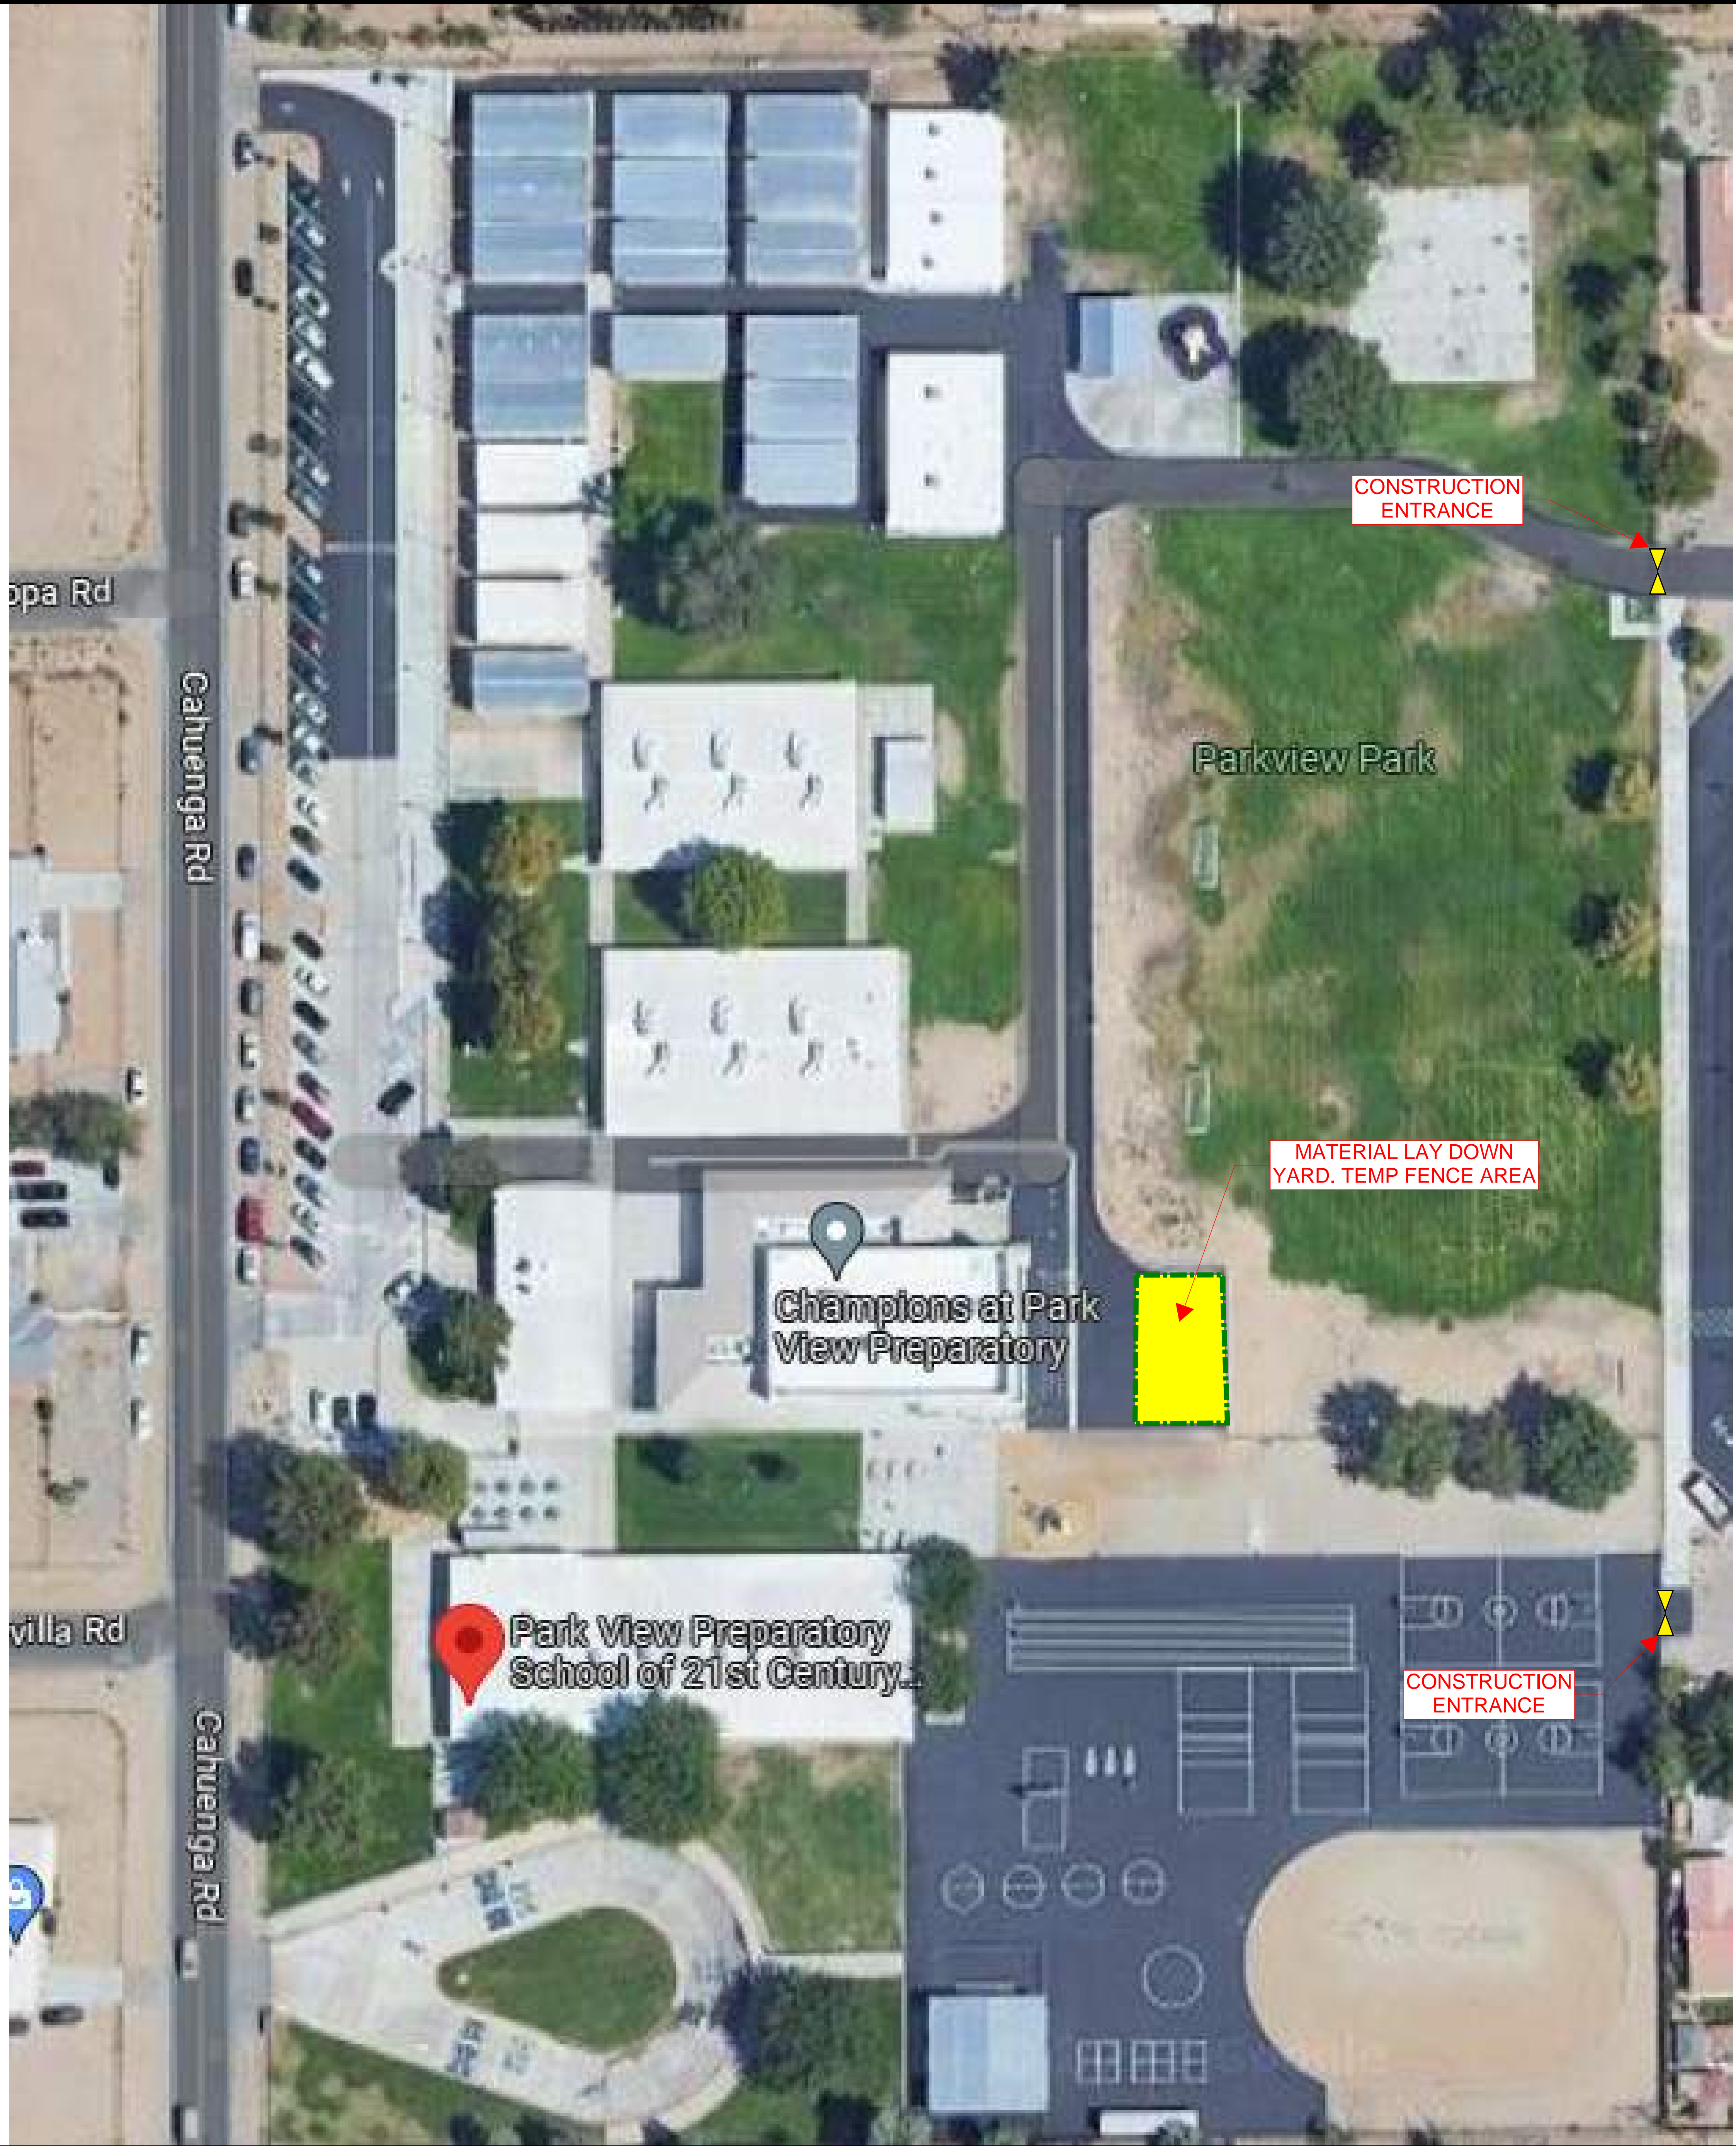 CONSTRUCTION
ENTRANCE
opa Rd
Cahuenga Rd
Parkview Park
MATERIAL LAY DOWN
YARD. TEMP FENCE AREA
Champions at Park
View Preparatory
villa Rd
Park View Preparatory
School of 21st Century...
CONSTRUCTION
ENTRANCE
Cahuenga Rd